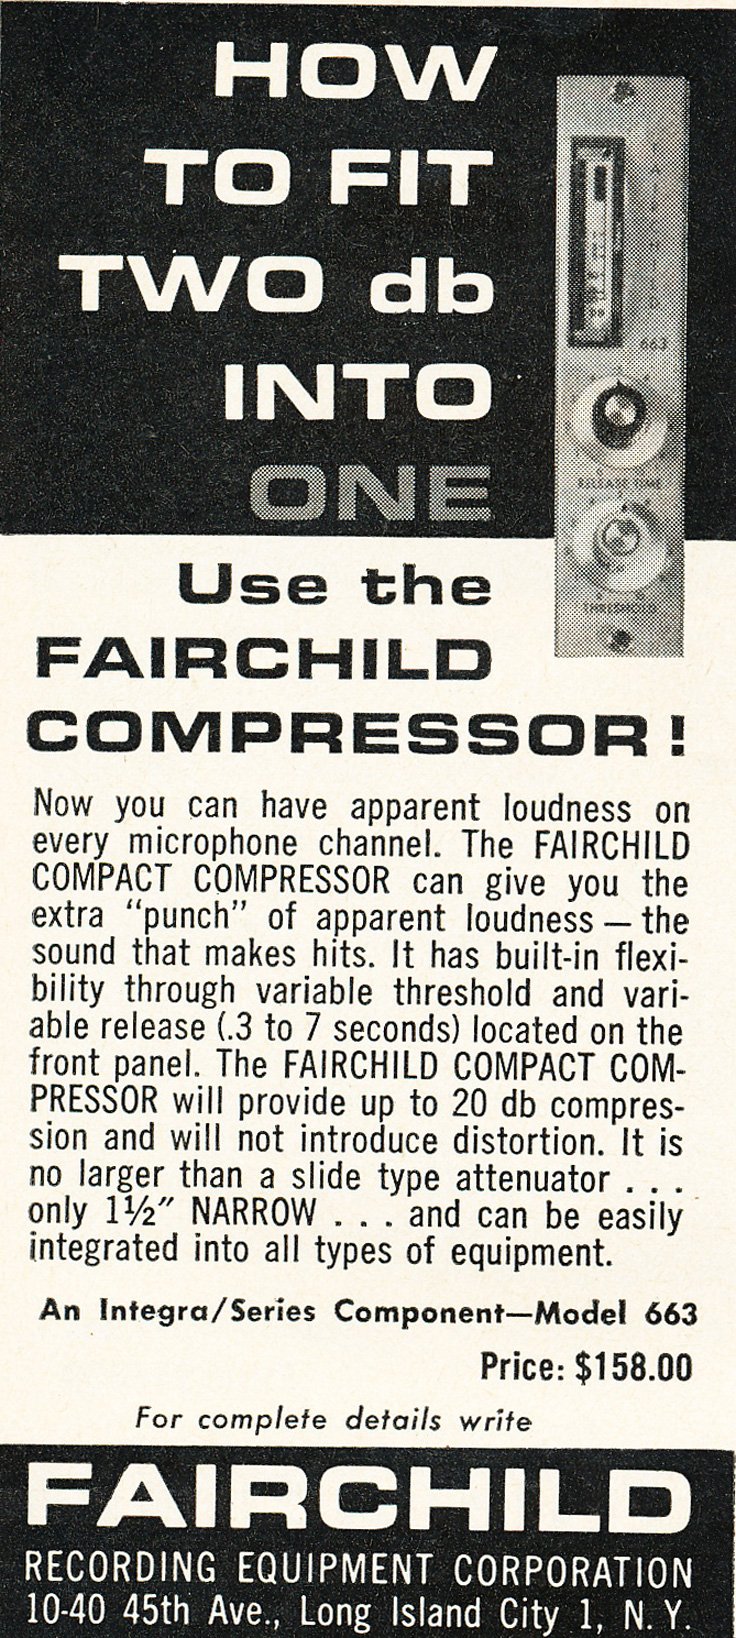 HOW
TO FIT
TWO db
INTO
ONE
663
RELEASE TIME
THRESHOLD
Use the
FAIRCHILD
COMPRESSOR!
Now you can have apparent loudness on
every microphone channel. The FAIRCHILD
COMPACT COMPRESSOR can give you the
extra “punch” of apparent loudness — the
sound that makes hits. It has built-in flexi-
bility through variable threshold and vari-
able release (.3 to 7 seconds) located on the
front panel. The FAIRCHILD COMPACT COM-
PRESSOR will provide up to 20 db compres-
sion and will not introduce distortion. It is
no larger than a slide type attenuator . . .
only 1½″ NARROW . . . and can be easily
integrated into all types of equipment.
An Integra/Series Component—Model 663
Price: $158.00
For complete details write
FAIRCHILD
RECORDING EQUIPMENT CORPORATION
10-40 45th Ave., Long Island City 1, N. Y.